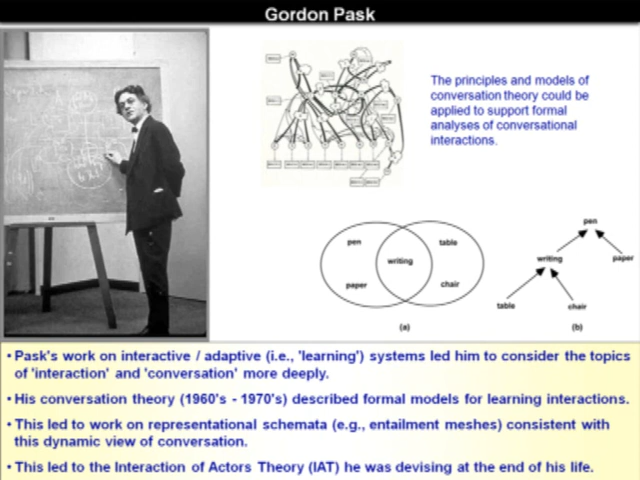 Gordon Pask
The principles and models of
conversation theory could be
applied to support formal
analyses of conversational
interactions.
pen
table
writing
paper
chair
(a)
pen
writing
paper
table
chair
(b)
• Pask's work on interactive / adaptive (i.e., 'learning') systems led him to consider the topics
of 'interaction' and 'conversation' more deeply.
• His conversation theory (1960's - 1970's) described formal models for learning interactions.
• This led to work on representational schemata (e.g., entailment meshes) consistent with
this dynamic view of conversation.
• This led to the Interaction of Actors Theory (IAT) he was devising at the end of his life.